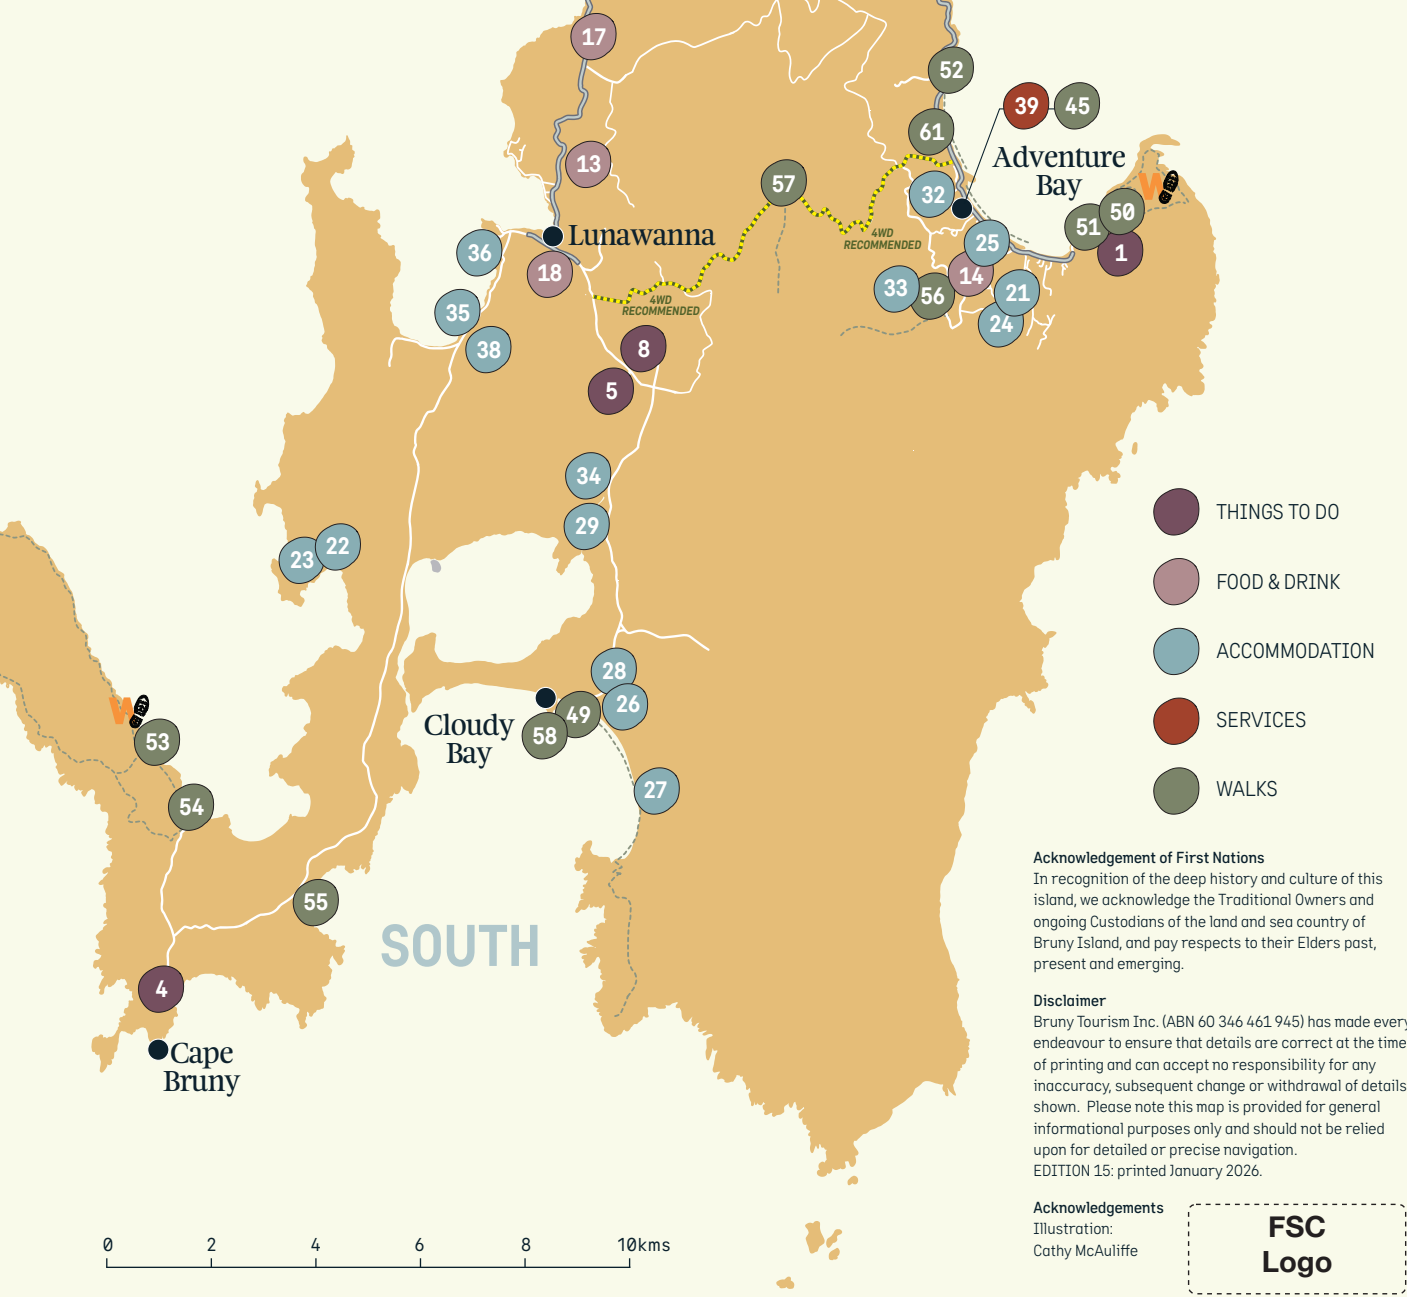 17
52
39
45
61
Adventure
Bay
13
57
W
32
50
51
Lunawanna
4WD
RECOMMENDED
25
36
1
18
14
33
56
21
4WD
RECOMMENDED
35
24
38
8
5
34
THINGS TO DO
29
22
23
FOOD & DRINK
ACCOMMODATION
28
26
W
49
Cloudy
Bay
58
SERVICES
53
27
WALKS
54
55
SOUTH
4
Cape
Bruny
Acknowledgement of First Nations
In recognition of the deep history and culture of this
island, we acknowledge the Traditional Owners and
ongoing Custodians of the land and sea country of
Bruny Island, and pay respects to their Elders past,
present and emerging.
Disclaimer
Bruny Tourism Inc. (ABN 60 346 461 945) has made every
endeavour to ensure that details are correct at the time
of printing and can accept no responsibility for any
inaccuracy, subsequent change or withdrawal of details
shown. Please note this map is provided for general
informational purposes only and should not be relied
upon for detailed or precise navigation.
EDITION 15: printed January 2026.
Acknowledgements
Illustration:
Cathy McAuliffe
FSC
Logo
0 2 4 6 8 10kms